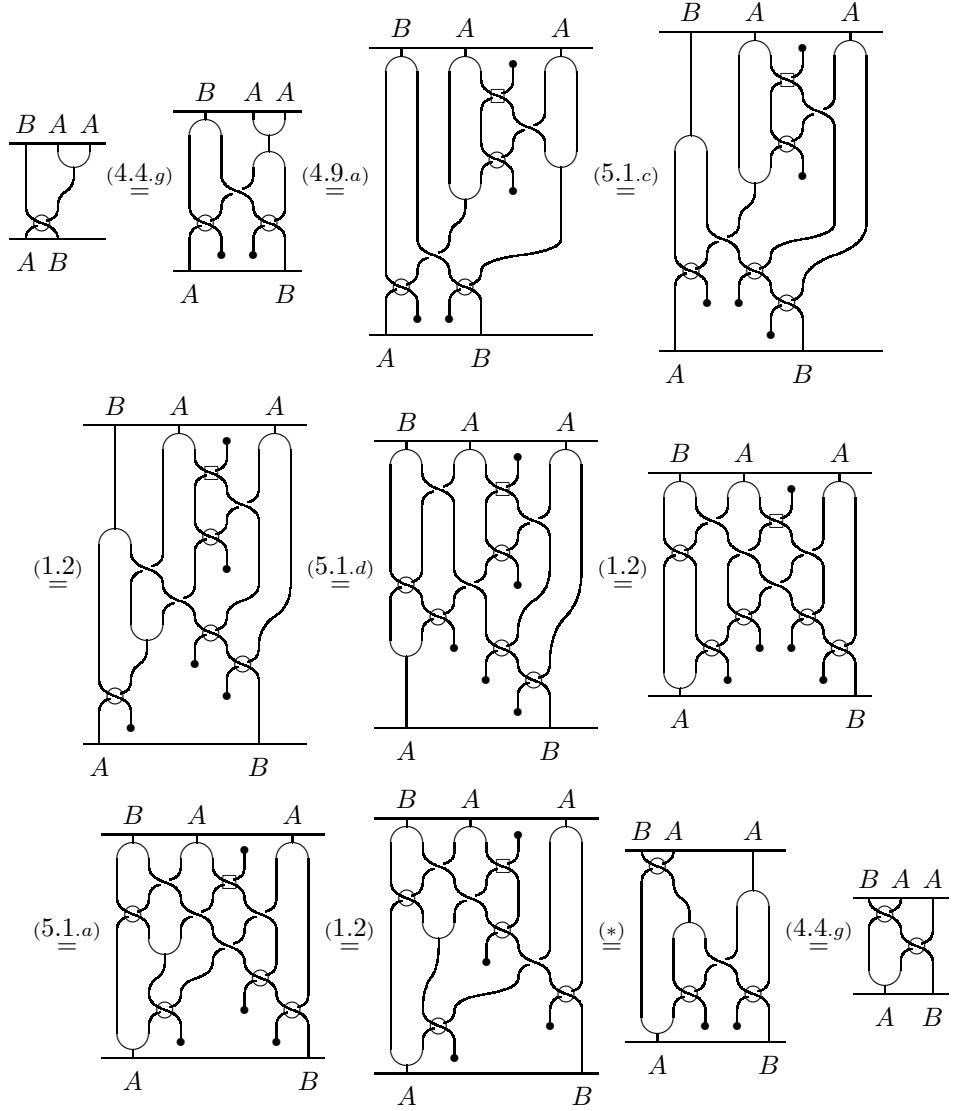 B A A B A A B A A B A A
(4.4.g) = (4.9.a) = (5.1.c) =
A B A B A B A B
B A A B A A B A A
(1.2) = (5.1.d) = (1.2) =
A B A B A B
B A A B A A B A A B A A
(5.1.a) = (1.2) = (*) = (4.4.g) =
A B A B A B A B